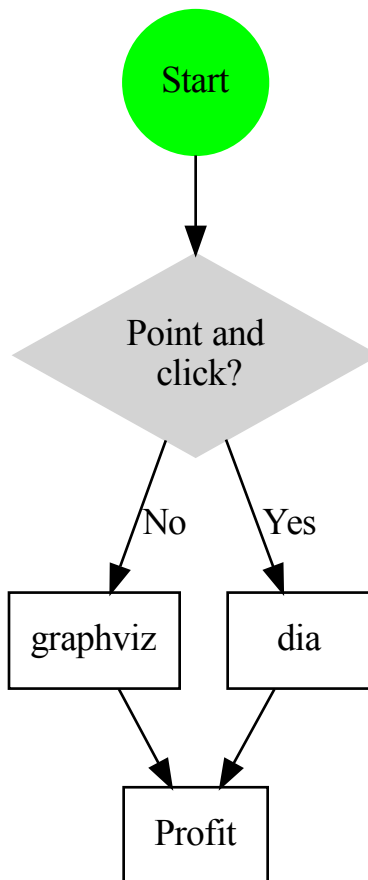 Start
Point and
click?
No
Yes
graphviz
dia
Profit